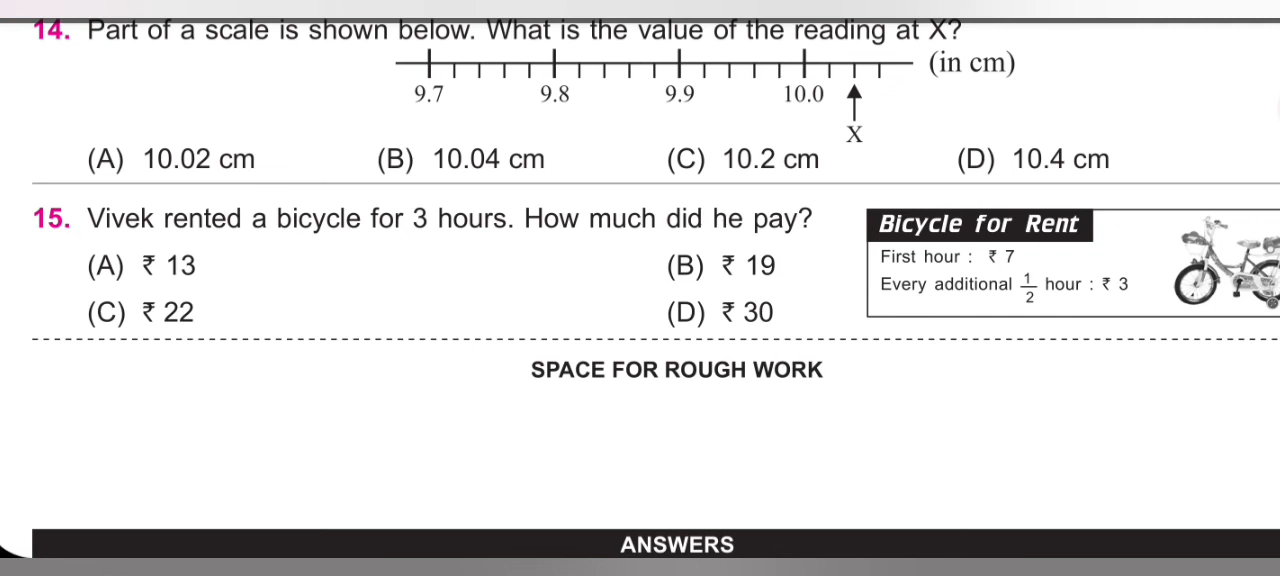 14. Part of a scale is shown below. What is the value of the reading at X?
(in cm)
9.7 9.8 9.9 10.0
X
(A) 10.02 cm (B) 10.04 cm (C) 10.2 cm (D) 10.4 cm
15. Vivek rented a bicycle for 3 hours. How much did he pay?
(A) ₹ 13 (B) ₹ 19
(C) ₹ 22 (D) ₹ 30
Bicycle for Rent
First hour : ₹ 7
Every additional 1/2 hour : ₹ 3
SPACE FOR ROUGH WORK
ANSWERS